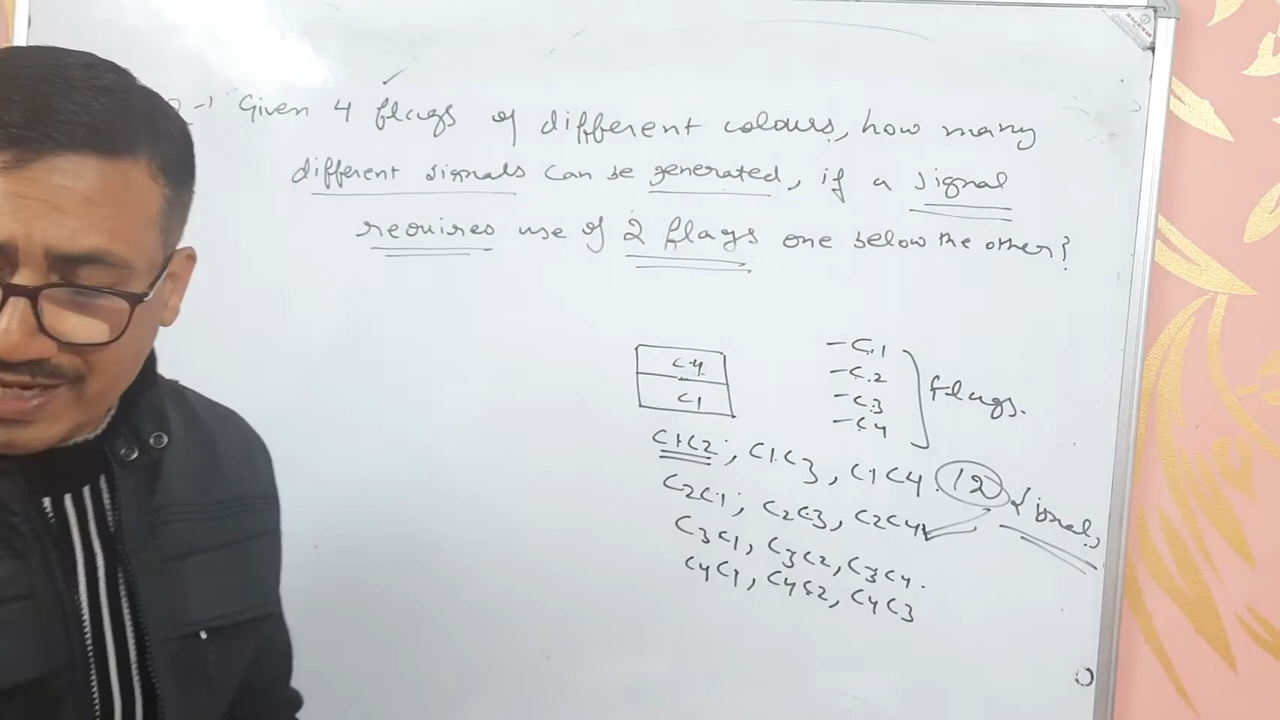 Given 4 flags of different colours, how many
different signals can be generated, if a signal
requires use of 2 flags one below the other?
C4
C1
-C.1
-C.2
-C3
-C4
flags.
C1C2, C1C3, C1C4.
12 signals
C2C1, C2C3, C2C4
C3C1, C3C2, C3C4.
C4C1, C4C2, C4C3